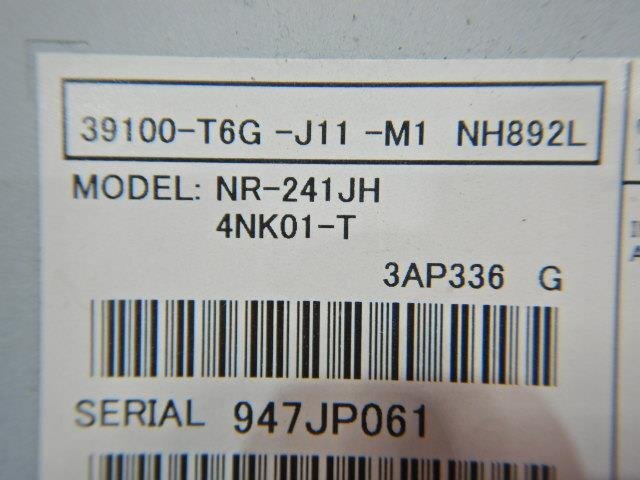 39100-T6G -J11 -M1 NH892L
MODEL: NR-241JH
4NK01-T
3AP336 G
SERIAL 947JP061